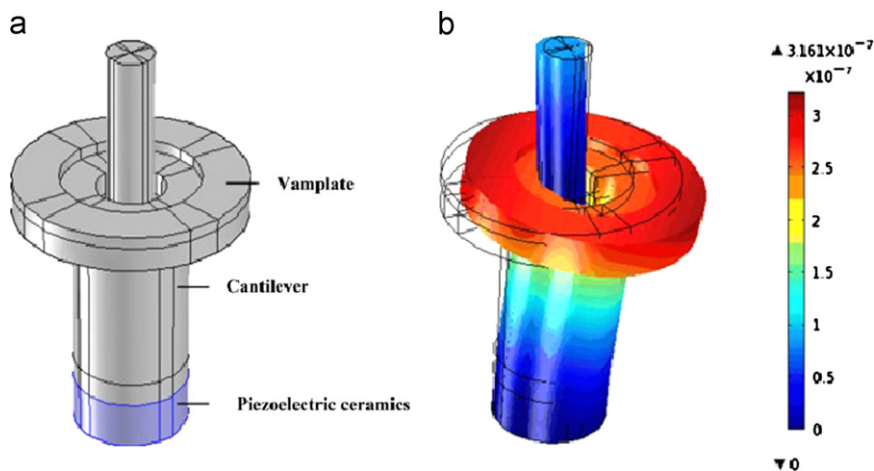 a
b
Vamplate
Cantilever
Piezoelectric ceramics
▲ 3.161×10⁻⁷
×10⁻⁷
3
2.5
2
1.5
1
0.5
0
▼ 0